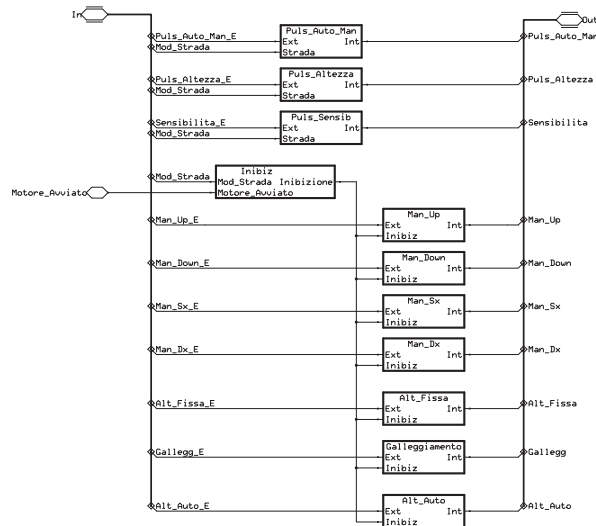 In
Out
Puls_Auto_Man_E
Puls_Auto_Man
Ext Int
Strada
Puls_Auto_Man
Mod_Strada
Puls_Altezza_E
Puls_Altezza
Ext Int
Strada
Puls_Altezza
Mod_Strada
Sensibilita_E
Puls_Sensib
Ext Int
Strada
Sensibilita
Mod_Strada
Mod_Strada
Inibiz
Mod_Strada Inibizione
Motore_Avviato
Motore_Avviato
Man_Up_E
Man_Up
Ext Int
Inibiz
Man_Up
Man_Down_E
Man_Down
Ext Int
Inibiz
Man_Down
Man_Sx_E
Man_Sx
Ext Int
Inibiz
Man_Sx
Man_Dx_E
Man_Dx
Ext Int
Inibiz
Man_Dx
Alt_Fissa_E
Alt_Fissa
Ext Int
Inibiz
Alt_Fissa
Gallegg_E
Galleggiamento
Ext Int
Inibiz
Gallegg
Alt_Auto_E
Alt_Auto
Ext Int
Inibiz
Alt_Auto